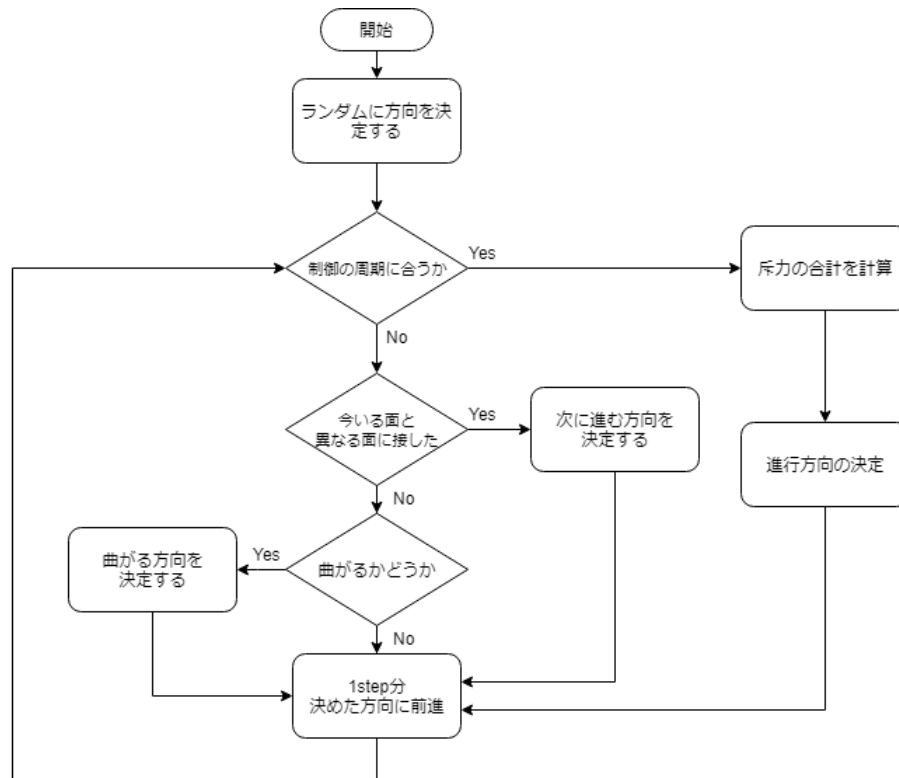 開始
ランダムに方向を決
定する
制御の周期に合うか
Yes
斥力の合計を計算
No
今いる面と
異なる面に接した
Yes
次に進む方向を
決定する
進行方向の決定
No
曲がる方向を
決定する
Yes
曲がるかどうか
No
1step分
決めた方向に前進